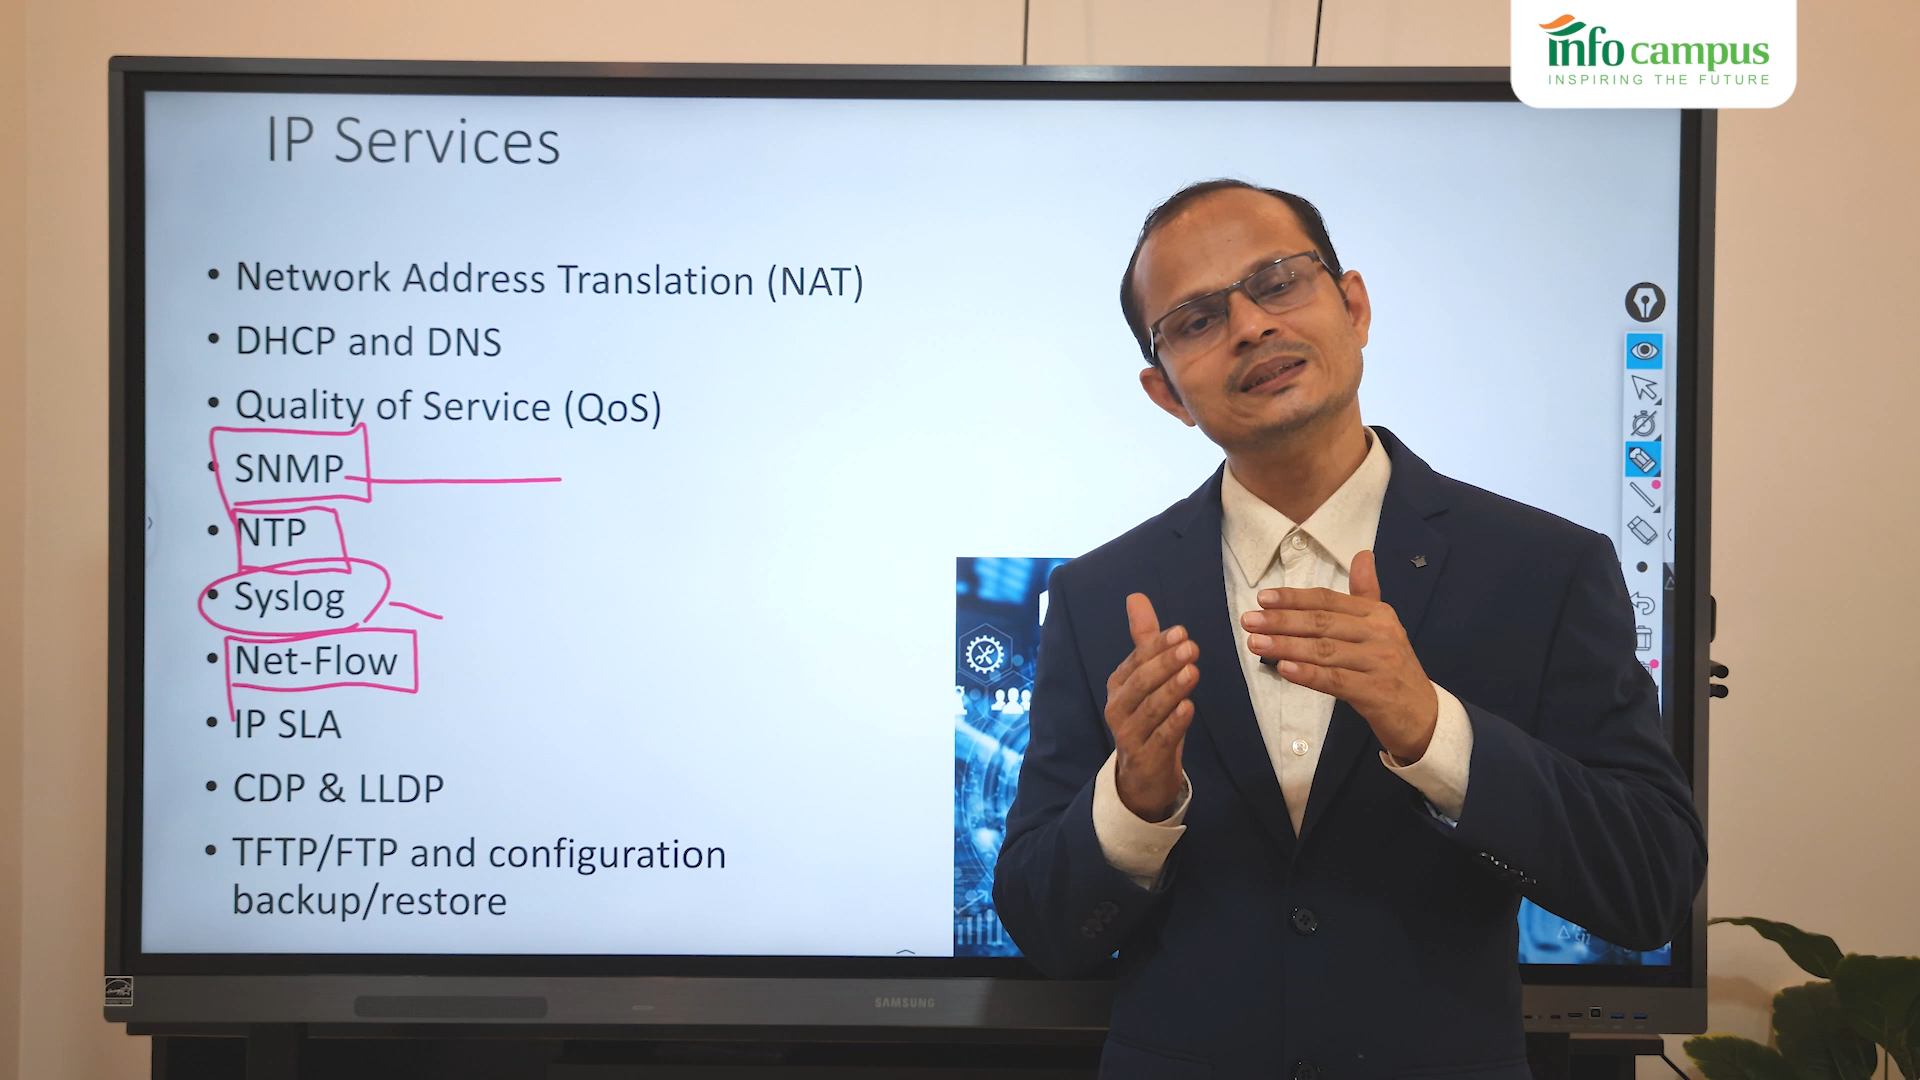 info campus
INSPIRING THE FUTURE
IP Services
• Network Address Translation (NAT)
• DHCP and DNS
• Quality of Service (QoS)
• SNMP
• NTP
• Syslog
• Net-Flow
• IP SLA
• CDP & LLDP
• TFTP/FTP and configuration
backup/restore
SAMSUNG